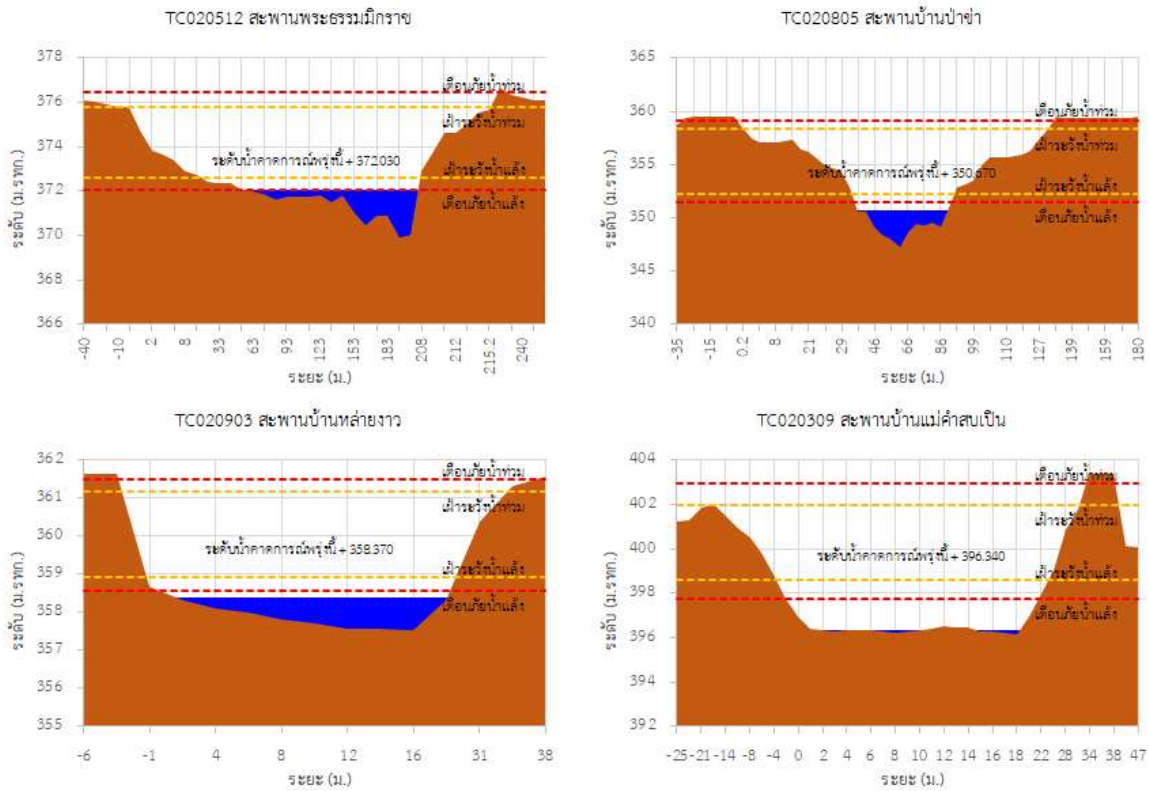 TC020512 สะพานพระธรรมมิกราช
378
376
374
372
370
368
366
เตือนภัยน้ำท่วม
เฝ้าระวังน้ำท่วม
ระดับน้ำคาดการณ์พรุ่งนี้ + 372.030
เฝ้าระวังน้ำแล้ง
เตือนภัยน้ำแล้ง
ระดับ (ม.รทก.)
-40 -10 2 8 33 63 93 123 153 183 208 212 215.2 240
ระยะ (ม.)
TC020805 สะพานบ้านป่าข่า
365
360
355
350
345
340
เตือนภัยน้ำท่วม
เฝ้าระวังน้ำท่วม
ระดับน้ำคาดการณ์พรุ่งนี้ + 350.670
เฝ้าระวังน้ำแล้ง
เตือนภัยน้ำแล้ง
ระดับ (ม.รทก.)
-35 -15 0.2 8 21 29 46 66 86 99 109 127 139 159 180
ระยะ (ม.)
TC020903 สะพานบ้านหล่ายงาว
362
361
360
359
358
357
356
355
เตือนภัยน้ำท่วม
เฝ้าระวังน้ำท่วม
ระดับน้ำคาดการณ์พรุ่งนี้ + 358.370
เฝ้าระวังน้ำแล้ง
เตือนภัยน้ำแล้ง
ระดับ (ม.รทก.)
-6 -1 4 8 12 16 31 38
ระยะ (ม.)
TC020309 สะพานบ้านแม่คำสบเปิน
404
402
400
398
396
394
392
เตือนภัยน้ำท่วม
เฝ้าระวังน้ำท่วม
ระดับน้ำคาดการณ์พรุ่งนี้ + 396.340
เฝ้าระวังน้ำแล้ง
เตือนภัยน้ำแล้ง
ระดับ (ม.รทก.)
-25 -21 -14 -8 -4 0 2 4 6 8 10 12 14 16 18 22 28 34 38 47
ระยะ (ม.)